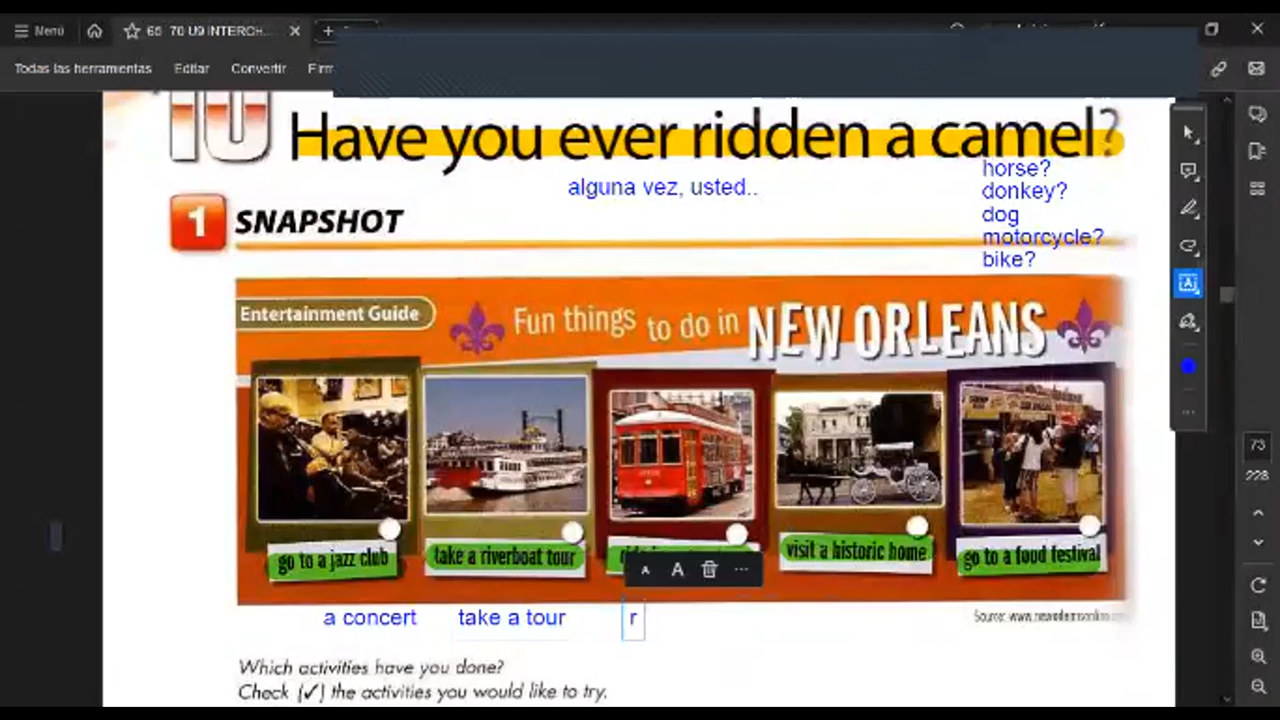 Menú
65_70 U9 INTERCH...
Todas las herramientas Editar Convertir
10 Have you ever ridden a camel?
alguna vez, usted..
horse?
donkey?
dog
motorcycle?
bike?
1 SNAPSHOT
Entertainment Guide
Fun things to do in NEW ORLEANS
go to a jazz club
take a riverboat tour
visit a historic home
go to a food festival
A A ...
a concert take a tour r
Source:
Which activities have you done?
Check (✓) the activities you would like to try.
73
228